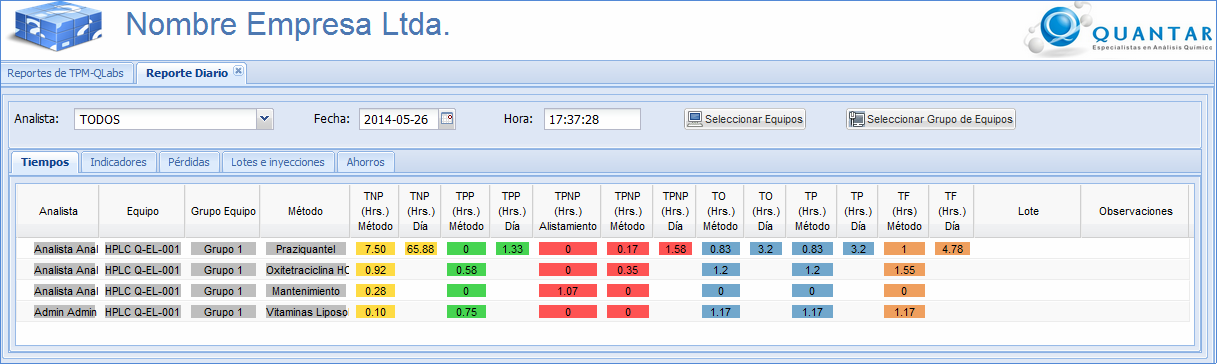 Nombre Empresa Ltda.
QUANTAR
Especialistas en Análisis Químico
Reportes de TPM-QLabs Reporte Diario
Analista: TODOS Fecha: 2014-05-26 Hora: 17:37:28 Seleccionar Equipos Seleccionar Grupo de Equipos
Tiempos Indicadores Pérdidas Lotes e inyecciones Ahorros
Analista Equipo Grupo Equipo Método TNP (Hrs.) Método TNP (Hrs.) Día TPP (Hrs.) Método TPP (Hrs.) Día TPNP (Hrs.) Alistamiento TPNP (Hrs.) Método TPNP (Hrs.) Día TO (Hrs.) Método TO (Hrs.) Día TP (Hrs.) Método TP (Hrs.) Día TF (Hrs) Método TF (Hrs.) Día Lote Observaciones
Analista Anal HPLC Q-EL-001 Grupo 1 Praziquantel 7.50 65.88 0 1.33 0 0.17 1.58 0.83 3.2 0.83 3.2 1 4.78
Analista Anal HPLC Q-EL-001 Grupo 1 Oxitetraciclina HC 0.92 0.58 0 0.35 1.2 1.2 1.55
Analista Anal HPLC Q-EL-001 Grupo 1 Mantenimiento 0.28 0 1.07 0 0 0 0
Admin Admin HPLC Q-EL-001 Grupo 1 Vitaminas Liposo 0.10 0.75 0 0 1.17 1.17 1.17